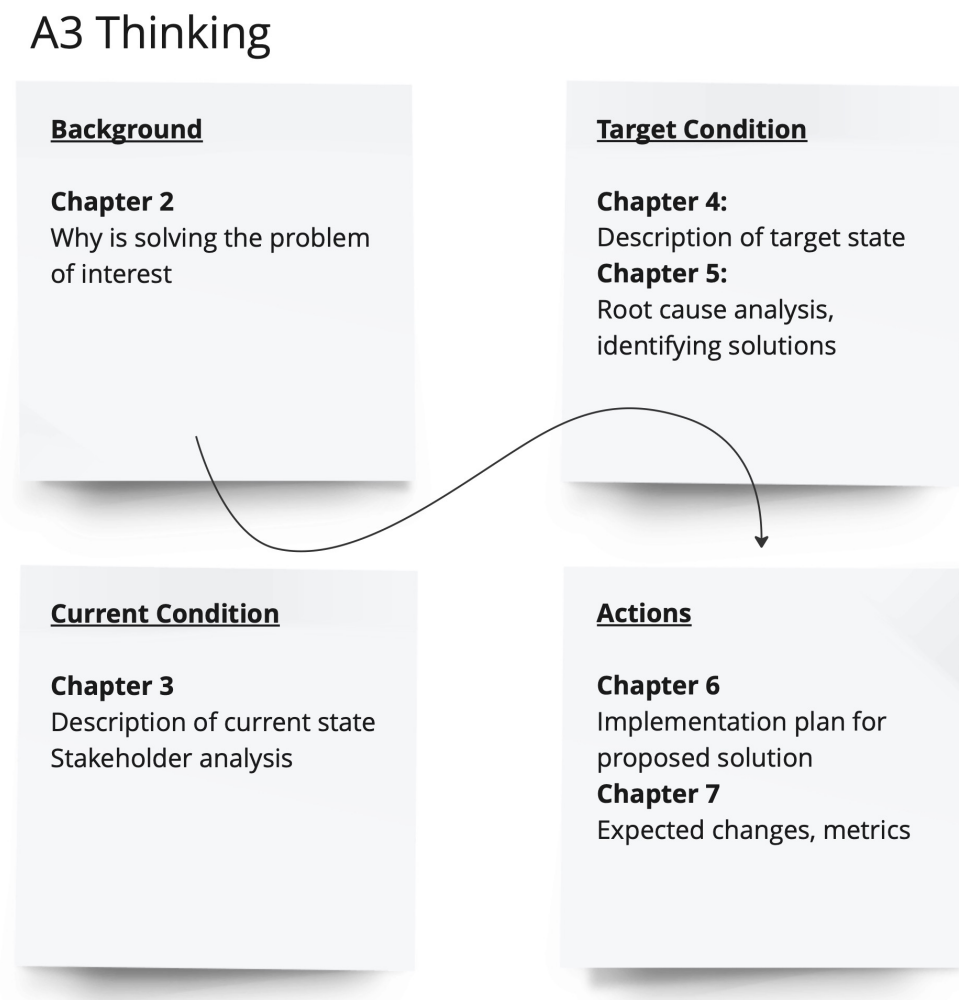 A3 Thinking
Background
Chapter 2
Why is solving the problem
of interest
Current Condition
Chapter 3
Description of current state
Stakeholder analysis
Target Condition
Chapter 4:
Description of target state
Chapter 5:
Root cause analysis,
identifying solutions
Actions
Chapter 6
Implementation plan for
proposed solution
Chapter 7
Expected changes, metrics